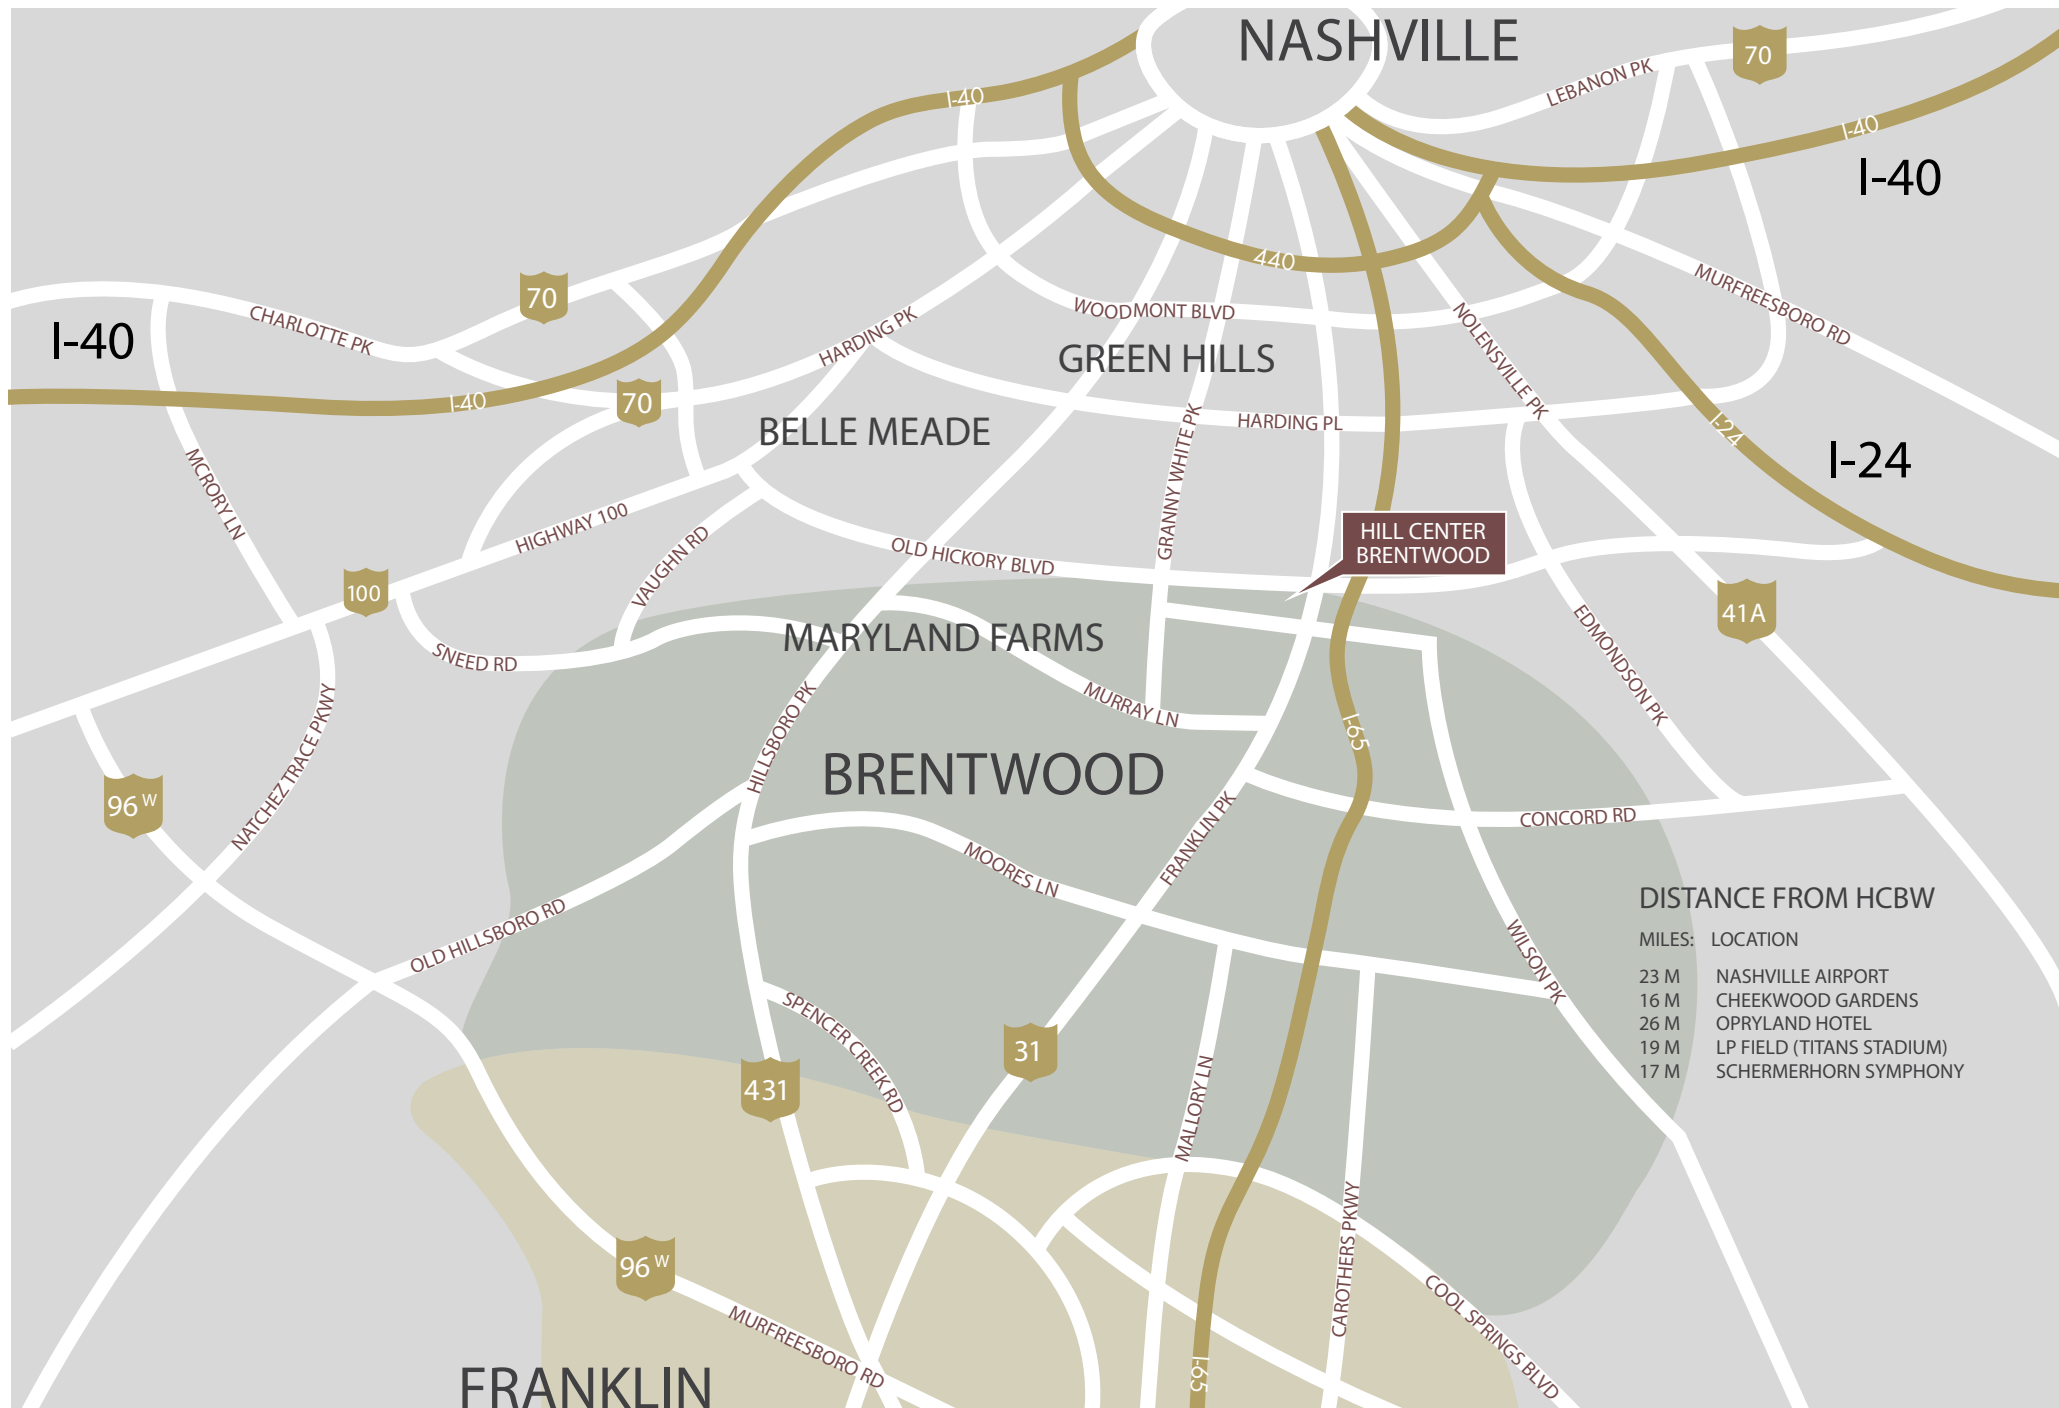 NASHVILLE
70
LEBANON PK
I-40
I-40
I-40
440
MURFREESBORO RD
70
CHARLOTTE PK
I-40
HARDING PK
WOODMONT BLVD
NOLENSVILLE PK
GREEN HILLS
I-40
70
BELLE MEADE
GRANNY WHITE PK
HARDING PL
I-24
I-24
MCRORY LN
HIGHWAY 100
VAUGHN RD
OLD HICKORY BLVD
HILL CENTER
BRENTWOOD
100
41A
EDMONDSON PK
SNEED RD
MARYLAND FARMS
MURRAY LN
HILLSBORO PK
NATCHEZ TRACE PKWY
I-65
96 W
BRENTWOOD
FRANKLIN PK
CONCORD RD
MOORES LN
OLD HILLSBORO RD
WILSON PK
DISTANCE FROM HCBW
MILES: LOCATION
23 M NASHVILLE AIRPORT
16 M CHEEKWOOD GARDENS
26 M OPRYLAND HOTEL
19 M LP FIELD (TITANS STADIUM)
17 M SCHERMERHORN SYMPHONY
SPENCER CREEK RD
31
431
MALLORY LN
CAROTHERS PKWY
96 W
COOL SPRINGS BLVD
MURFREESBORO RD
I-65
FRANKLIN